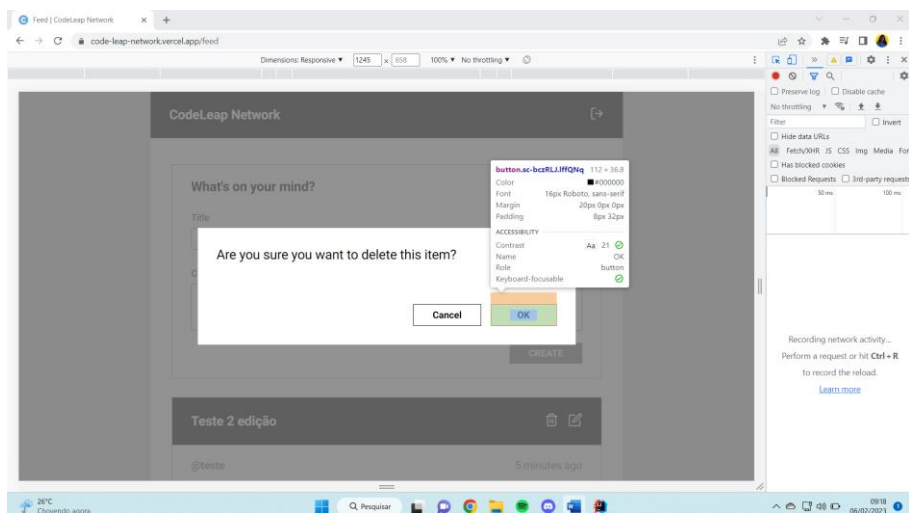 Feed | CodeLeap Network
code-leap-network.vercel.app/feed
Dimensions: Responsive 1245 x 658 100% No throttling
Preserve log Disable cache
No throttling
Filter Invert
Hide data URLs
All Fetch/XHR JS CSS Img Media For
Has blocked cookies
Blocked Requests 3rd-party requests
50 ms 100 ms
Recording network activity...
Perform a request or hit Ctrl + R
to record the reload.
Learn more
CodeLeap Network
What's on your mind?
Title
C
button.sc-bczRLJ.lffQNq 112 × 36.8
Color #000000
Font 16px Roboto, sans-serif
Margin 20px 0px 0px
Padding 8px 32px
ACCESSIBILITY
Contrast Aa 21
Name OK
Role button
Keyboard-focusable
Are you sure you want to delete this item?
Cancel OK
CREATE
Teste 2 edição
@teste 5 minutes ago
26°C
Chovendo agora
Pesquisar
09:18
06/02/2023